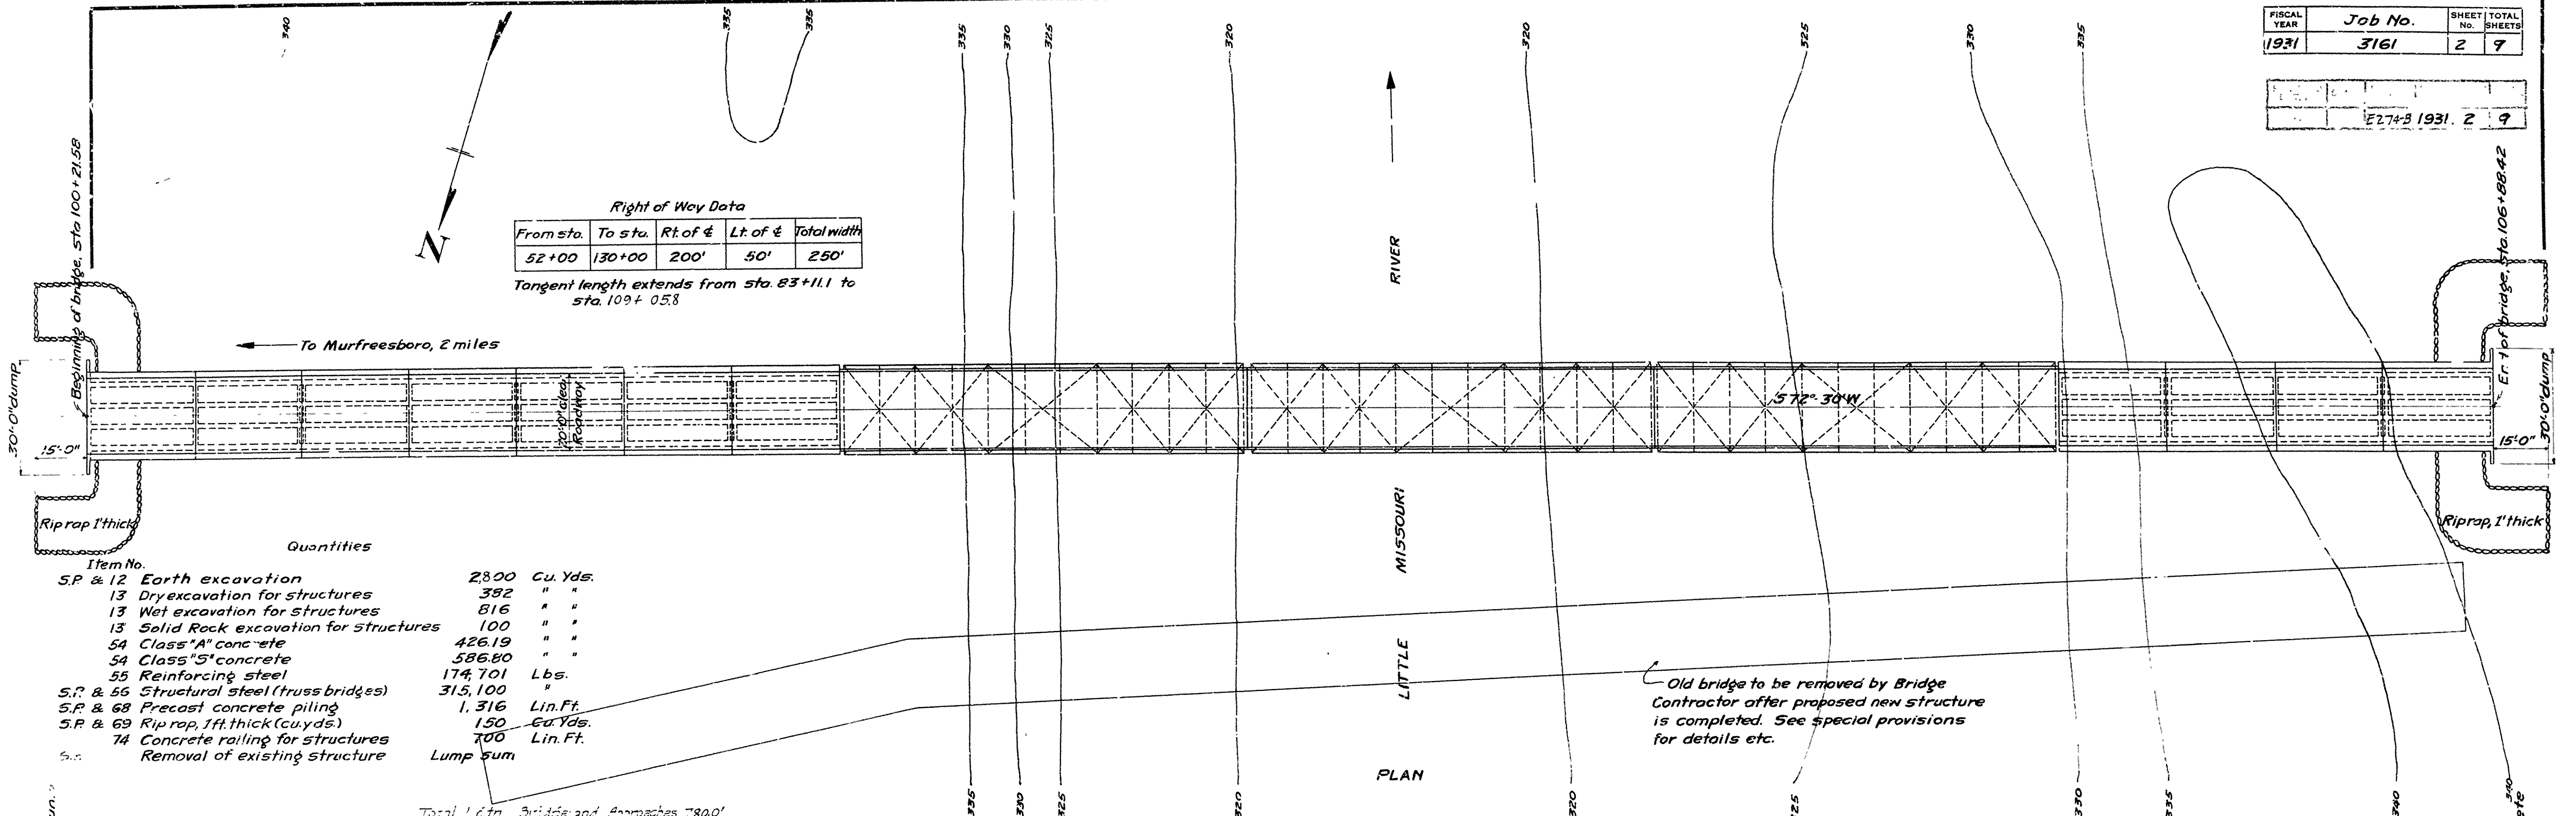 340
335
335
335
330
325
320
320
325
330
335
FISCAL YEAR Job No. SHEET No. TOTAL SHEETS
1931 3161 2 9
E274-B 1931. 2 9
N
Right of Way Data
From sta. To sta. Rt. of ₵ Lt. of ₵ Total width
52+00 130+00 200' 50' 250'
Tangent length extends from sta. 83+11.1 to
sta. 109+ 05.8
Beginning of bridge, sta 100+21.58
En of bridge, sta. 106+88.42
To Murfreesboro, 2 miles
30'-0" dump
15'-0"
20'-0" clear
Roadway
S 72°-30'W
15'-0"
30'-0" dump
RIVER
MISSOURI
LITTLE
Rip rap 1' thick
Rip rap, 1' thick
Quantities
Item No.
S.P. & 12 Earth excavation 2,800 Cu. Yds.
13 Dry excavation for structures 382 " "
13 Wet excavation for structures 816 " "
13 Solid Rock excavation for structures 100 " "
54 Class "A" concrete 426.19 " "
54 Class "S" concrete 586.80 " "
55 Reinforcing steel 174,701 Lbs.
S.P. & 56 Structural steel (truss bridges) 315,100 "
S.P. & 68 Precast concrete piling 1,316 Lin. Ft.
S.P. & 69 Rip rap, 1 ft. thick (cu. yds.) 150 Cu. Yds.
74 Concrete railing for structures 700 Lin. Ft.
Removal of existing structure Lump sum
Old bridge to be removed by Bridge
Contractor after proposed new structure
is completed. See special provisions
for details etc.
PLAN
Total Bridge and Approaches 780.0'
335
330
325
320
320
325
330
335
340
340